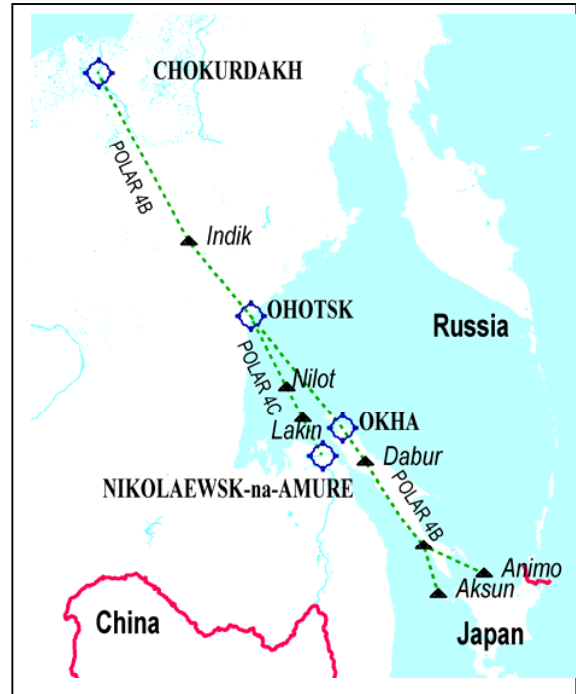 CHOKURDAKH
POLAR 4B
Indik
OHOTSK
Russia
POLAR 4C
Nilot
OKHA
Lakin
Dabur
NIKOLAEWSK-na-AMURE
POLAR 4B
Animo
Aksun
China
Japan